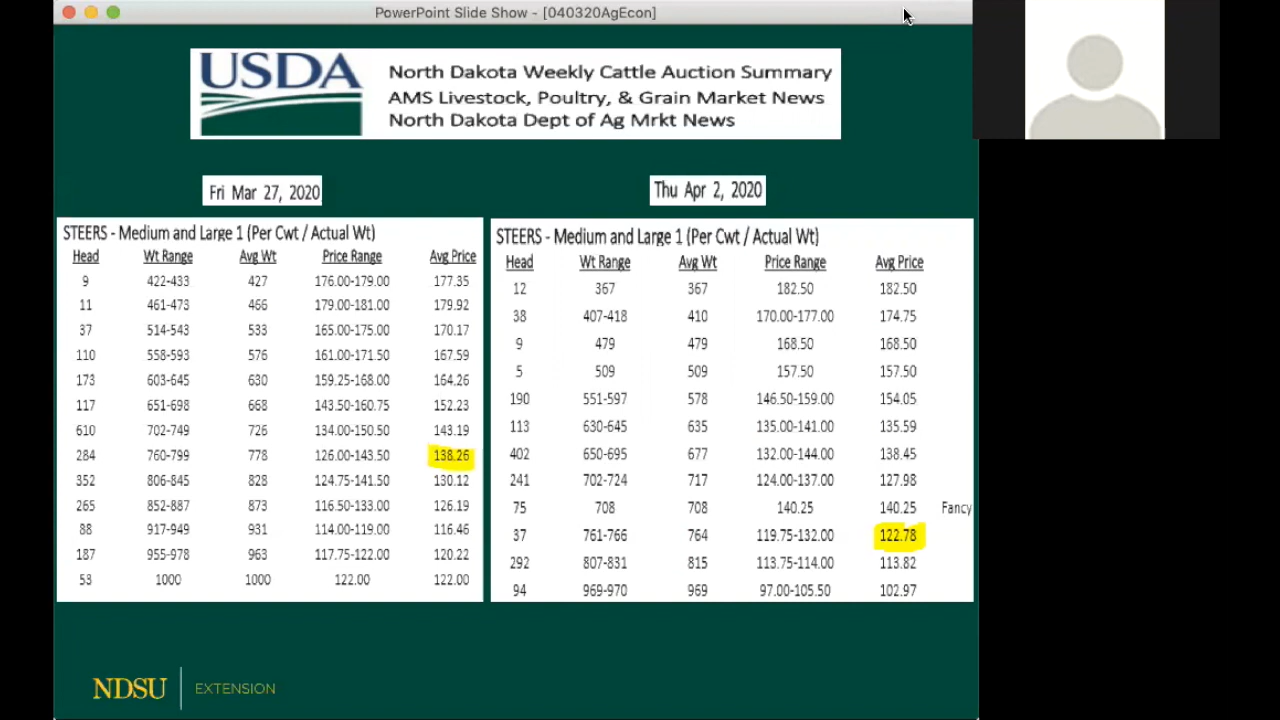 PowerPoint Slide Show - [040320AgEcon]
USDA
North Dakota Weekly Cattle Auction Summary
AMS Livestock, Poultry, & Grain Market News
North Dakota Dept of Ag Mrkt News
Fri Mar 27, 2020
STEERS - Medium and Large 1 (Per Cwt / Actual Wt)
Head Wt Range Avg Wt Price Range Avg Price
9 422-433 427 176.00-179.00 177.35
11 461-473 466 179.00-181.00 179.92
37 514-543 533 165.00-175.00 170.17
110 558-593 576 161.00-171.50 167.59
173 603-645 630 159.25-168.00 164.26
117 651-698 668 143.50-160.75 152.23
610 702-749 726 134.00-150.50 143.19
284 760-799 778 126.00-143.50 138.26
352 806-845 828 124.75-141.50 130.12
265 852-887 873 116.50-133.00 126.19
88 917-949 931 114.00-119.00 116.46
187 955-978 963 117.75-122.00 120.22
53 1000 1000 122.00 122.00
Thu Apr 2, 2020
STEERS - Medium and Large 1 (Per Cwt / Actual Wt)
Head Wt Range Avg Wt Price Range Avg Price
12 367 367 182.50 182.50
38 407-418 410 170.00-177.00 174.75
9 479 479 168.50 168.50
5 509 509 157.50 157.50
190 551-597 578 146.50-159.00 154.05
113 630-645 635 135.00-141.00 135.59
402 650-695 677 132.00-144.00 138.45
241 702-724 717 124.00-137.00 127.98
75 708 708 140.25 140.25 Fancy
37 761-766 764 119.75-132.00 122.78
292 807-831 815 113.75-114.00 113.82
94 969-970 969 97.00-105.50 102.97
NDSU EXTENSION